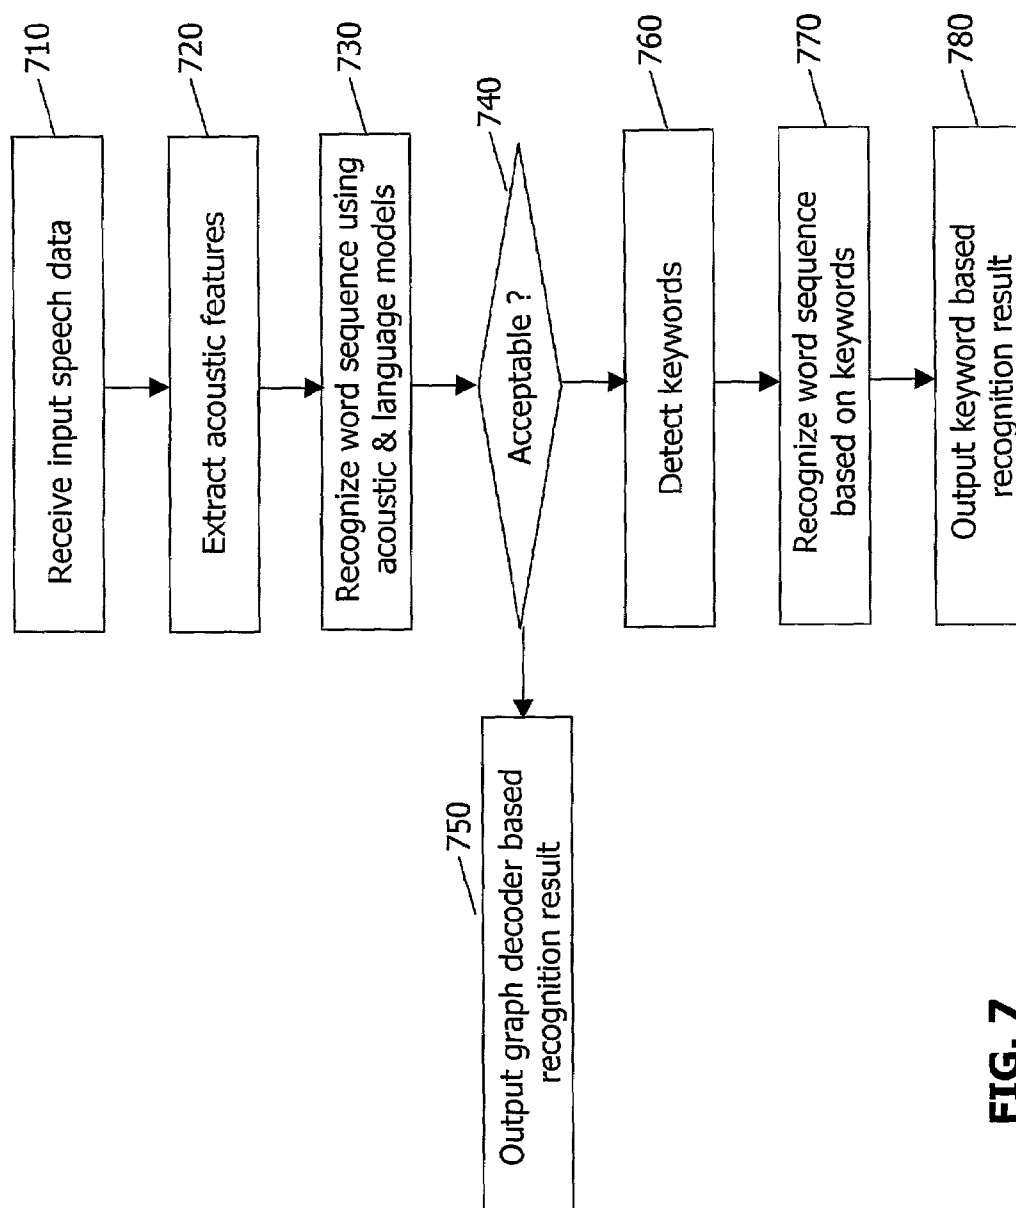 710
Receive input speech data
720
Extract acoustic features
730
Recognize word sequence using
acoustic & language models
740
Acceptable ?
750
Output graph decoder based
recognition result
760
Detect keywords
770
Recognize word sequence
based on keywords
780
Output keyword based
recognition result
FIG. 7